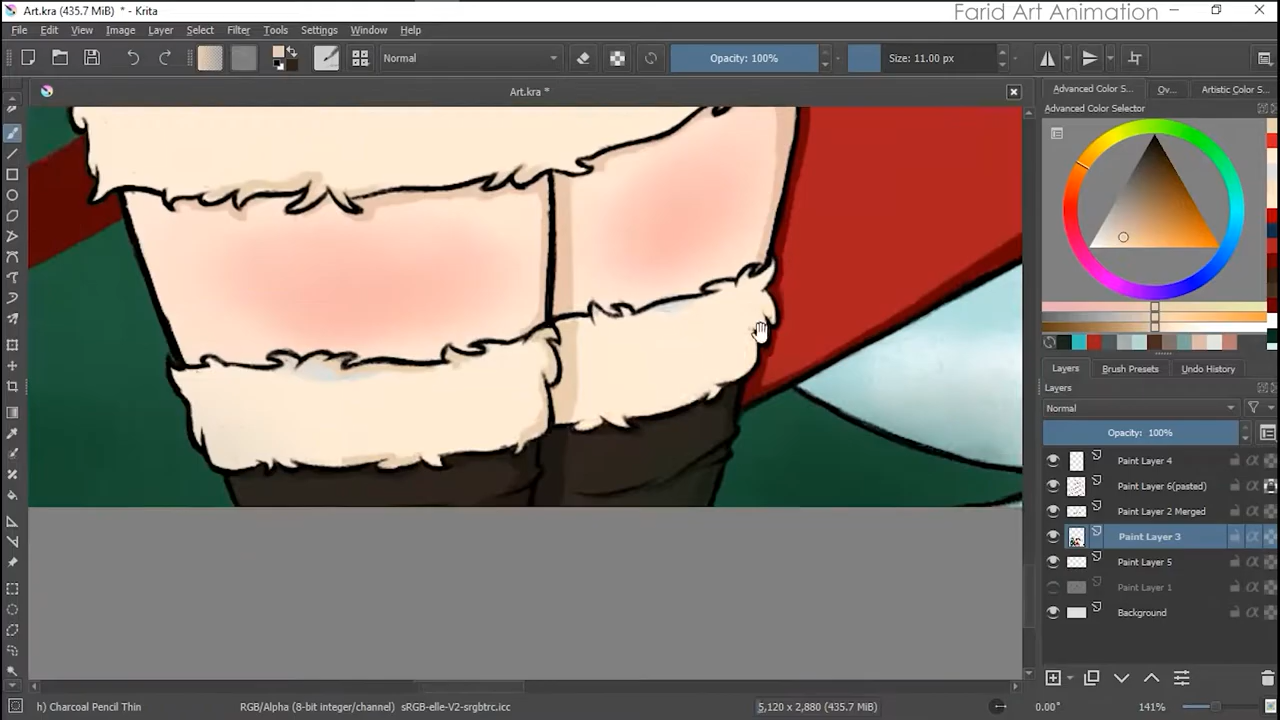 Art.kra (435.7 MiB) * - Krita
Farid Art Animation
File Edit View Image Layer Select Filter Tools Settings Window Help
Normal
Opacity: 100%
Size: 11.00 px
Art.kra *
Advanced Color S...
Ov...
Artistic Color S...
Advanced Color Selector
Layers
Brush Presets
Undo History
Layers
Normal
Opacity: 100%
Paint Layer 4
Paint Layer 6(pasted)
Paint Layer 2 Merged
Paint Layer 3
Paint Layer 5
Paint Layer 1
Background
h) Charcoal Pencil Thin
RGB/Alpha (8-bit integer/channel) sRGB-elle-V2-srgbtrc.icc
5,120 x 2,880 (435.7 MiB)
0.00°
141%